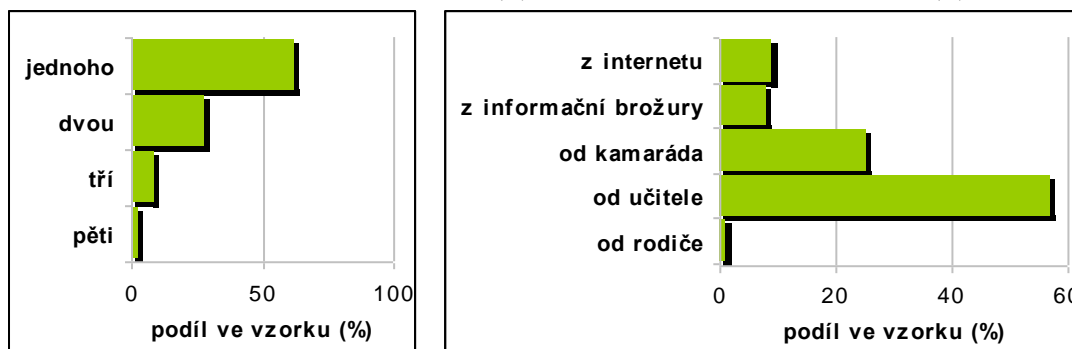 jednoho
dvou
tří
pěti
0 50 100
podíl ve vzorku (%)
z internetu
z informační brožury
od kamaráda
od učitele
od rodiče
0 20 40 60
podíl ve vzorku (%)